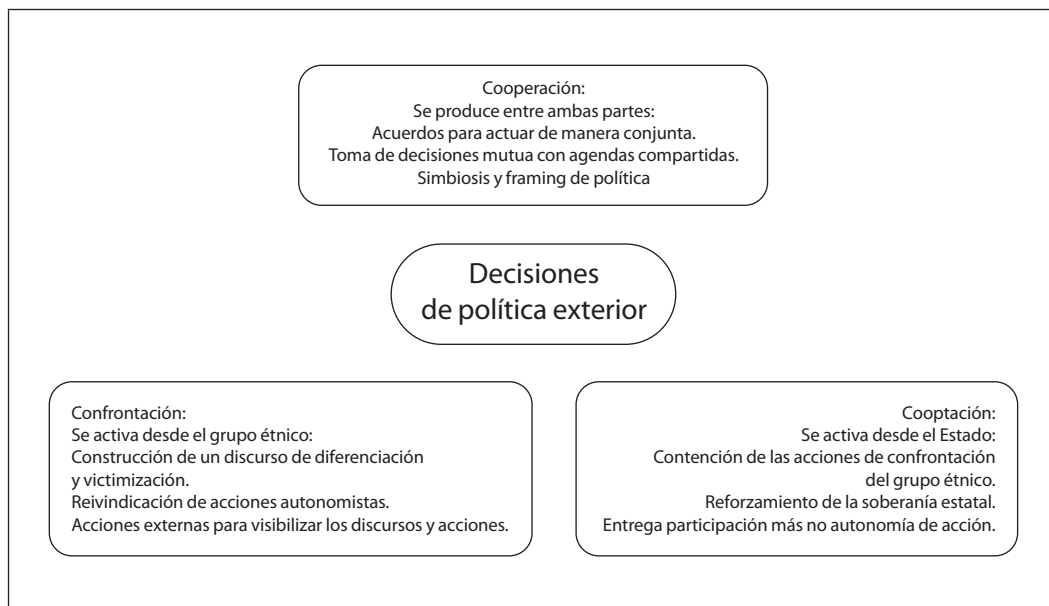 Cooperación:
Se produce entre ambas partes:
Acuerdos para actuar de manera conjunta.
Toma de decisiones mutua con agendas compartidas.
Simbiosis y framing de política
Decisiones
de política exterior
Confrontación:
Se activa desde el grupo étnico:
Construcción de un discurso de diferenciación
y victimización.
Reivindicación de acciones autonomistas.
Acciones externas para visibilizar los discursos y acciones.
Cooptación:
Se activa desde el Estado:
Contención de las acciones de confrontación
del grupo étnico.
Reforzamiento de la soberanía estatal.
Entrega participación más no autonomía de acción.